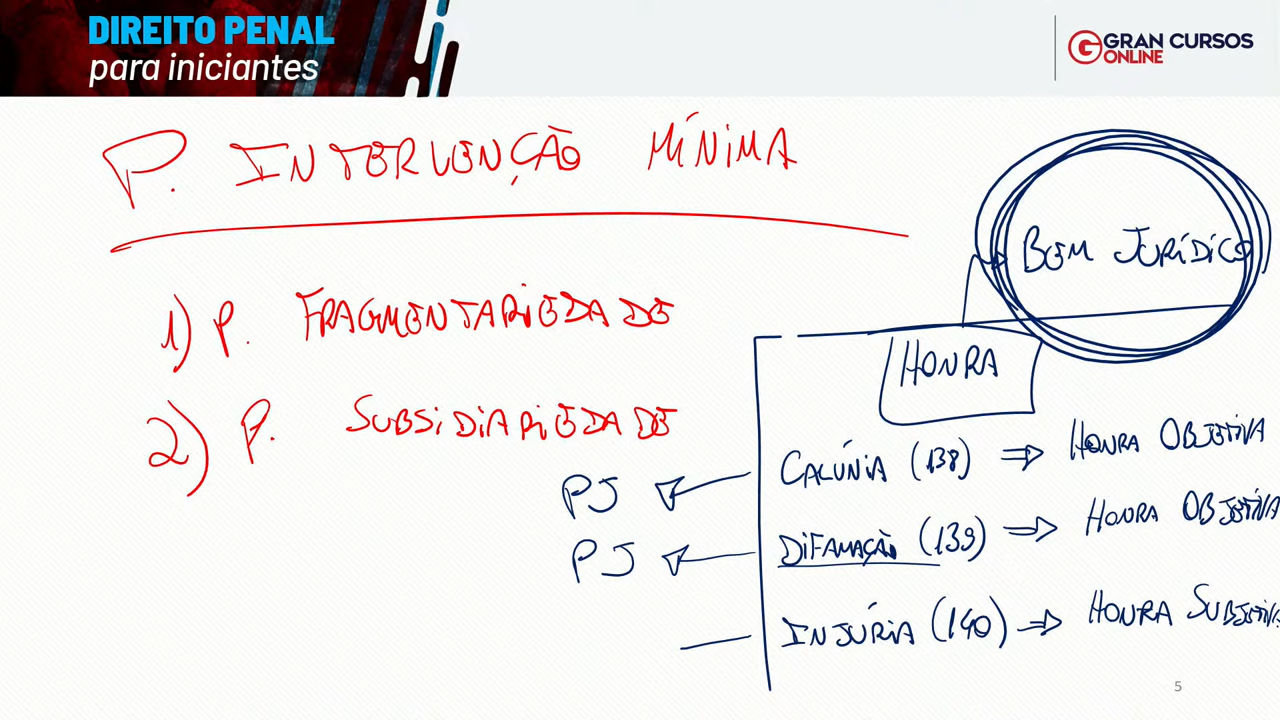 DIREITO PENAL
para iniciantes
GRAN CURSOS
ONLINE
P. INTERVENÇÃO MÍNIMA
1) P. FRAGMENTARIEDADE
2) P. SUBSIDIARIEDADE
BEM JURÍDICO
HONRA
PJ CALÚNIA (138) ⇒ HONRA OBJETIVA
PJ DIFAMAÇÃO (139) ⇒ HONRA OBJETIVA
INJÚRIA (140) ⇒ HONRA SUBJETIVA
5